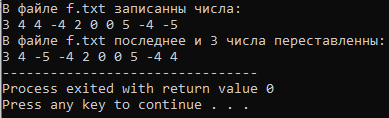 В файле f.txt записанны числа:
3 4 4 -4 2 0 0 5 -4 -5
В файле f.txt последнее и 3 числа переставленны:
3 4 -5 -4 2 0 0 5 -4 4
--------------------------------
Process exited with return value 0
Press any key to continue . . .